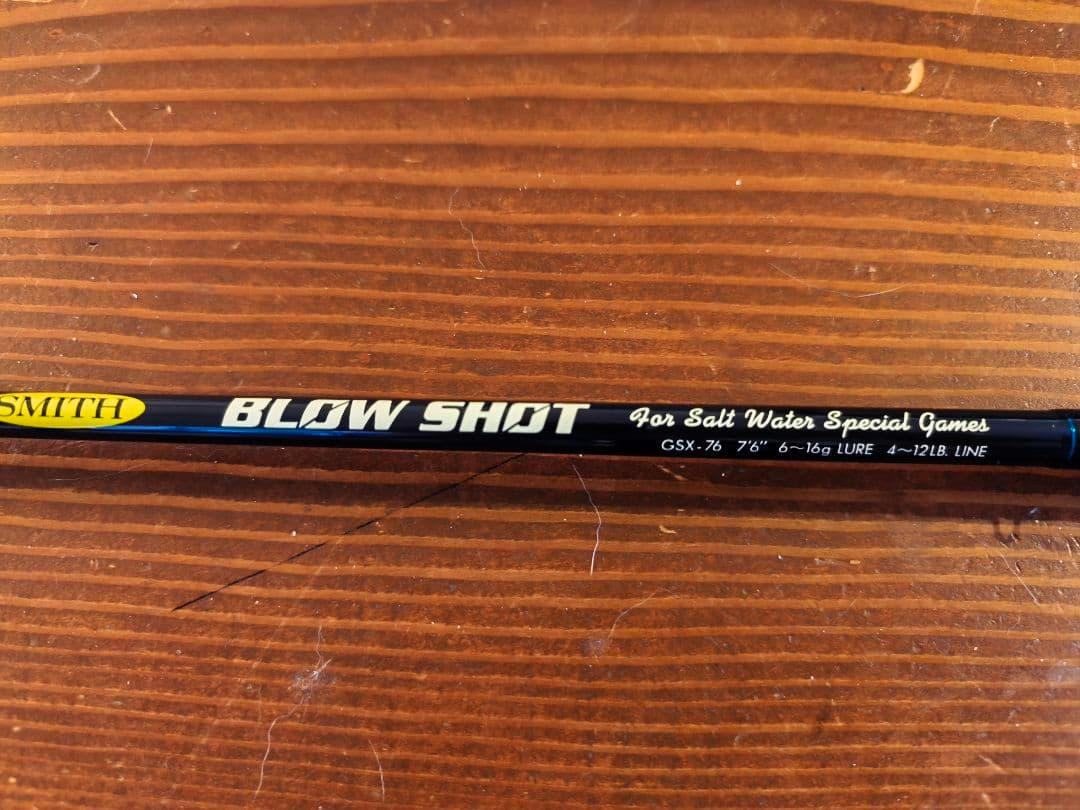 SMITH
BLOW SHOT
For Salt Water Special Games
GSX-76 7'6" 6~16g LURE 4~12LB. LINE